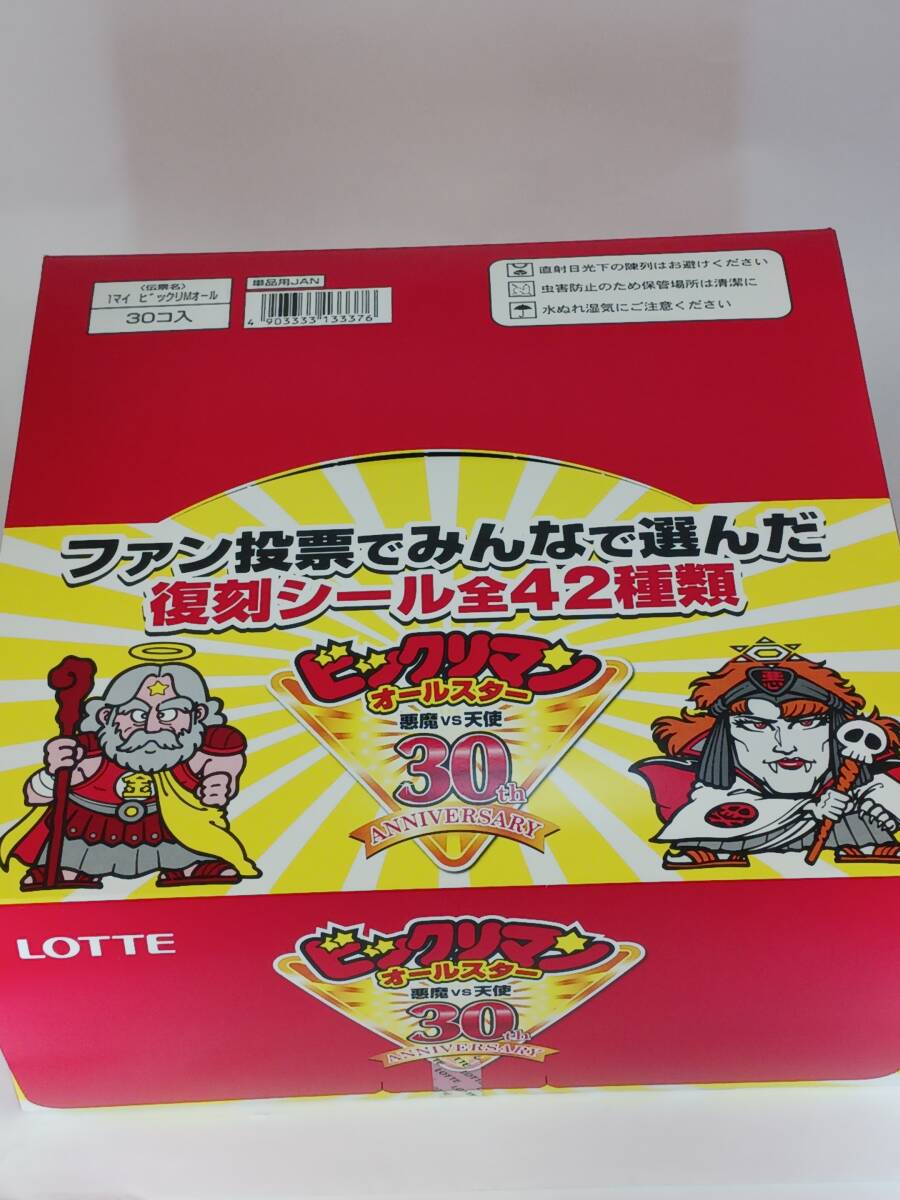 〈伝票名〉
1マイ ビックリMオール
30コ入
単品用JAN
4 903333 133376
直射日光下の陳列はお避けください
虫害防止のため保管場所は清潔に
水ぬれ湿気にご注意ください
ファン投票でみんなで選んだ
復刻シール全42種類
ビックリマン
オールスター
悪魔VS天使
30th
ANNIVERSARY
金
悪
LOTTE
ビックリマン
オールスター
悪魔VS天使
30th
ANNIVERSARY
LOTTE